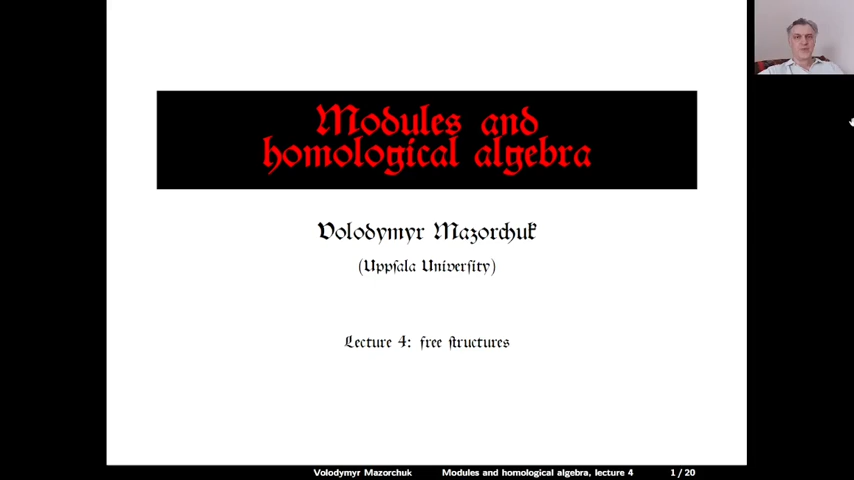 Modules and
homological algebra
Volodymyr Mazorchuk
(Uppſala Univerſity)
Lecture 4: free ſtructures
Volodymyr Mazorchuk Modules and homological algebra, lecture 4 1 / 20